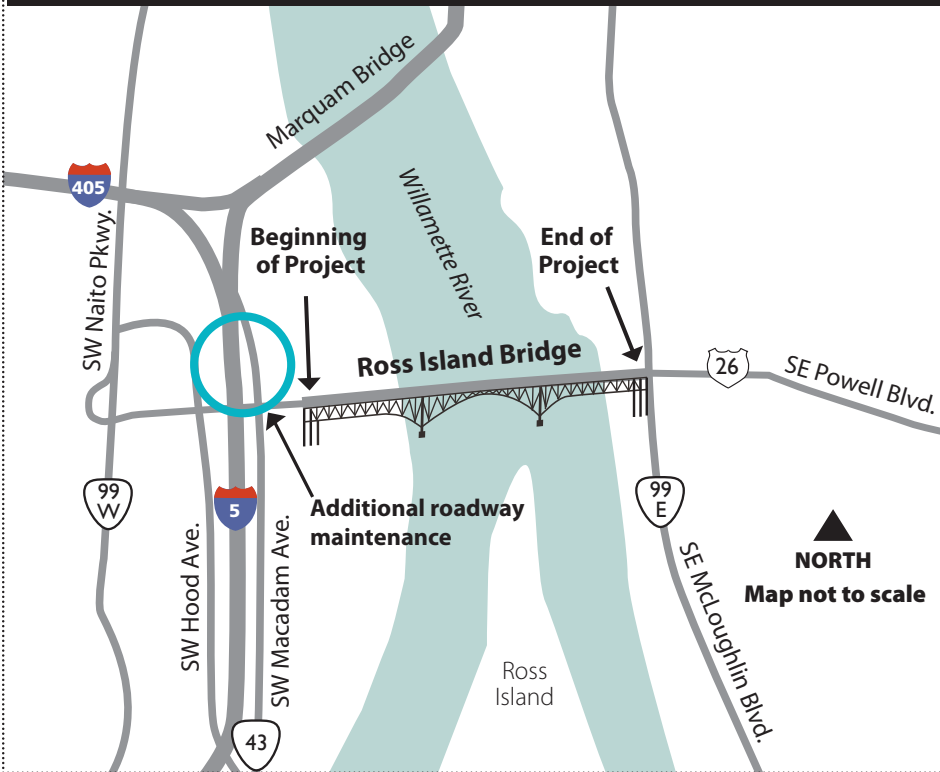 Marquam Bridge
405
SW Naito Pkwy.
Willamette River
Beginning
of Project
End of
Project
Ross Island Bridge
26
SE Powell Blvd.
99
W
5
Additional roadway
maintenance
99
E
SW Hood Ave.
SW Macadam Ave.
SE McLoughlin Blvd.
NORTH
Map not to scale
Ross
Island
43